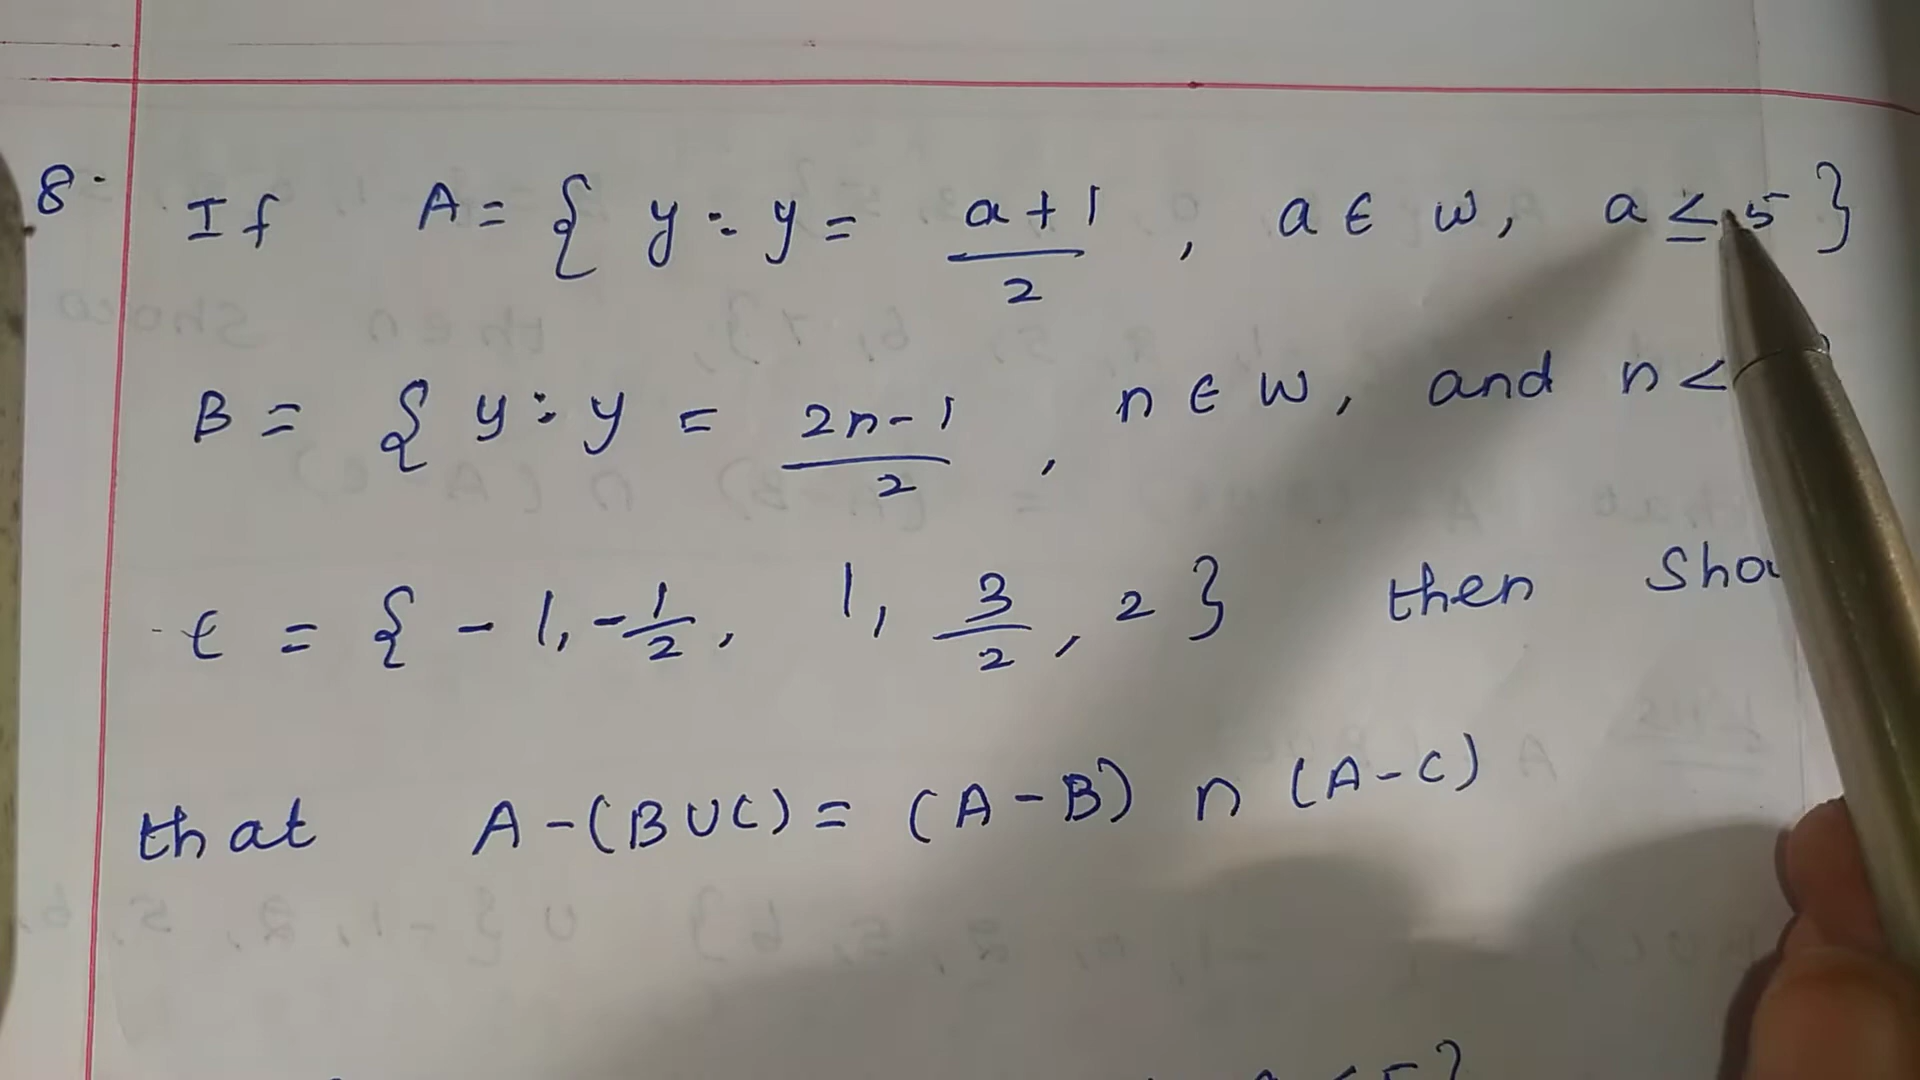 8. If A = { y : y = a+1/2 , a ∈ W, a ≤ 5 }
B = { y : y = 2n-1/2 , n ∈ W, and n <
C = { -1, -1/2, 1, 3/2, 2 } then sho
that A-(B∪C) = (A-B) ∩ (A-C)